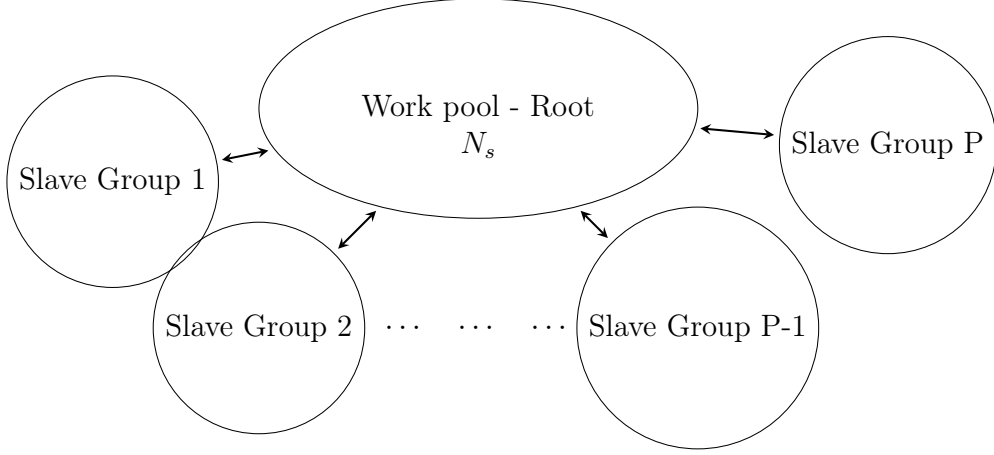 Work pool - Root
N_s
Slave Group P
Slave Group 1
Slave Group 2
··· ··· ···
Slave Group P-1